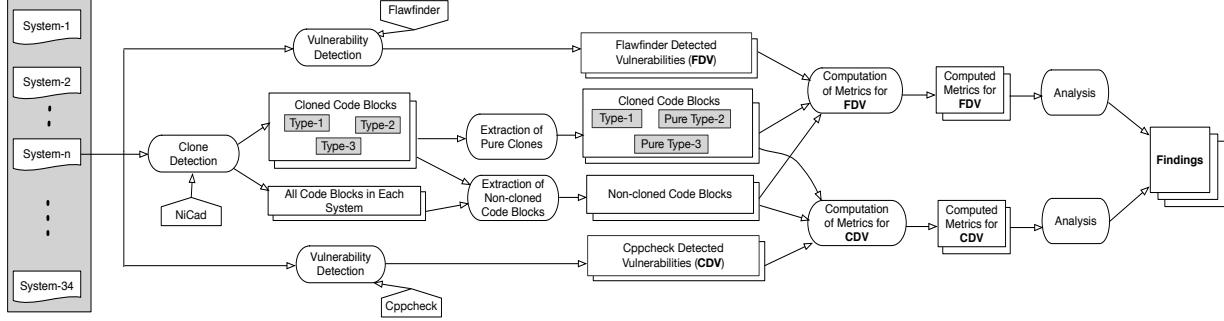 System-1
System-2
System-n
System-34
Flawfinder
Vulnerability
Detection
Flawfinder Detected
Vulnerabilities (FDV)
Clone
Detection
NiCad
Cloned Code Blocks
Type-1
Type-2
Type-3
All Code Blocks in Each
System
Extraction of
Pure Clones
Extraction of
Non-cloned
Code Blocks
Cloned Code Blocks
Type-1
Pure Type-2
Pure Type-3
Non-cloned Code Blocks
Vulnerability
Detection
Cppcheck
Cppcheck Detected
Vulnerabilities (CDV)
Computation
of Metrics for
FDV
Computed
Metrics for
FDV
Analysis
Computation
of Metrics for
CDV
Computed
Metrics for
CDV
Analysis
Findings